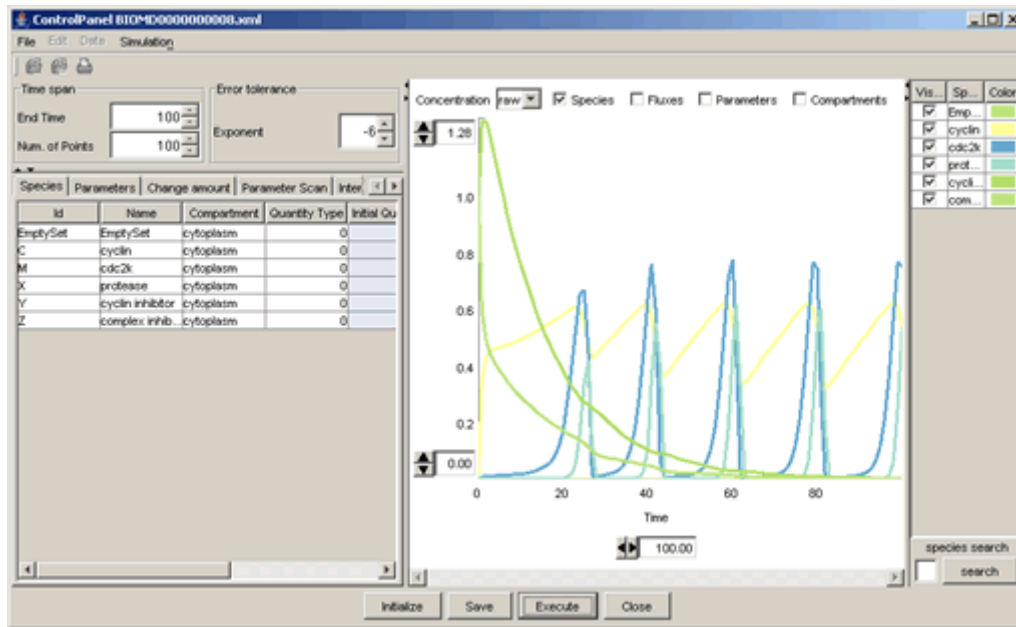 ControlPanel BIOMD0000000008.xml
File Edit Data Simulation
Time span
Error tolerance
End Time 100
Num. of Points 100
Exponent -6
Species Parameters Change amount Parameter Scan Inter
Id Name Compartment Quantity Type Initial Qu
EmptySet EmptySet cytoplasm 0
C cyclin cytoplasm 0
M cdc2k cytoplasm 0
X protease cytoplasm 0
Y cyclin inhibitor cytoplasm 0
Z complex inhib... cytoplasm 0
Concentration raw Species Fluxes Parameters Compartments
1.28
1.0
0.8
0.6
0.4
0.2
0.00
0 20 40 60 80
Time
100.00
Vis... Sp... Color
Emp...
cyclin
cdc2k
prot...
cycli...
com...
species search
search
Initialize Save Execute Close